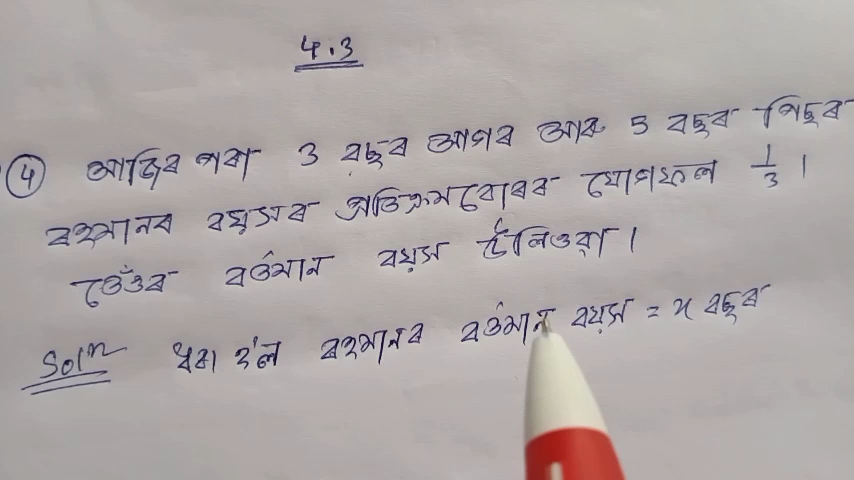 4.3
④ আজিৰ পৰা 3 বছৰ আগৰ আৰু 5 বছৰ পিছৰ
ৰহমানৰ বয়সৰ প্ৰতিক্ৰমবোৰৰ যোগফল 1/3 ।
তেওঁৰ বৰ্তমান বয়স উলিওৱা ।
Solⁿ ধৰা হ'ল ৰহমানৰ বৰ্তমান বয়স = x বছৰ